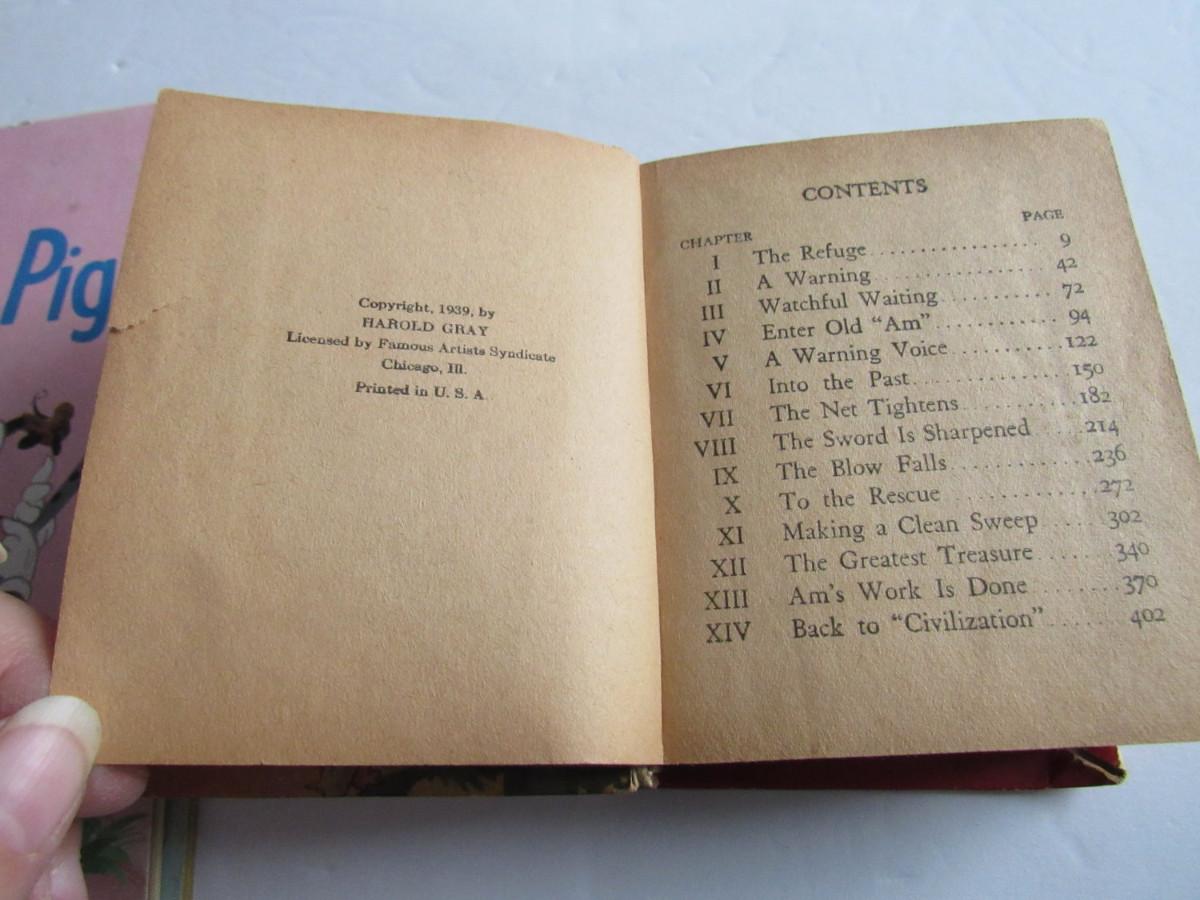 Pig
Copyright, 1939, by
HAROLD GRAY
Licensed by Famous Artists Syndicate
Chicago, Ill.
Printed in U. S. A.
CONTENTS
CHAPTER PAGE
I The Refuge 9
II A Warning 42
III Watchful Waiting 72
IV Enter Old “Am” 94
V A Warning Voice 122
VI Into the Past 150
VII The Net Tightens 182
VIII The Sword Is Sharpened 214
IX The Blow Falls 236
X To the Rescue 272
XI Making a Clean Sweep 302
XII The Greatest Treasure 340
XIII Am's Work Is Done 370
XIV Back to “Civilization” 402